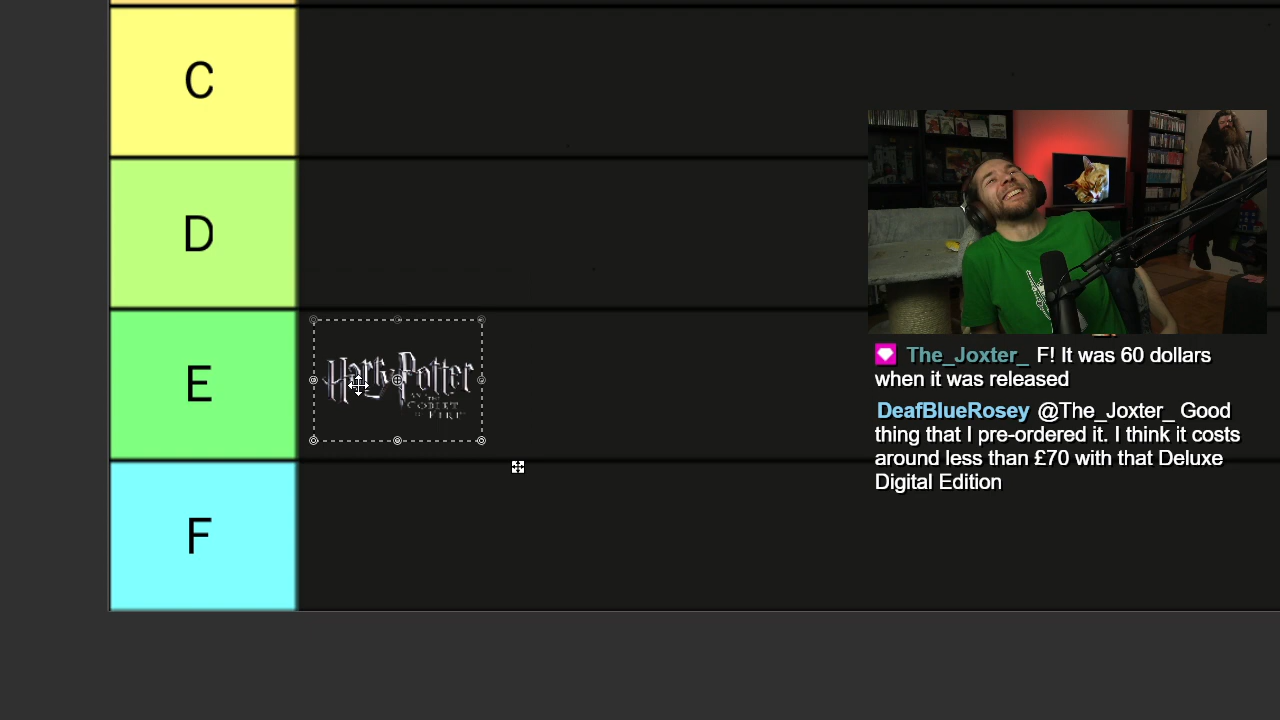 C
D
E
Harry Potter
AND THE
GOBLET
OF FIRE
F
The_Joxter_ F! It was 60 dollars
when it was released
DeafBlueRosey @The_Joxter_ Good
thing that I pre-ordered it. I think it costs
around less than £70 with that Deluxe
Digital Edition